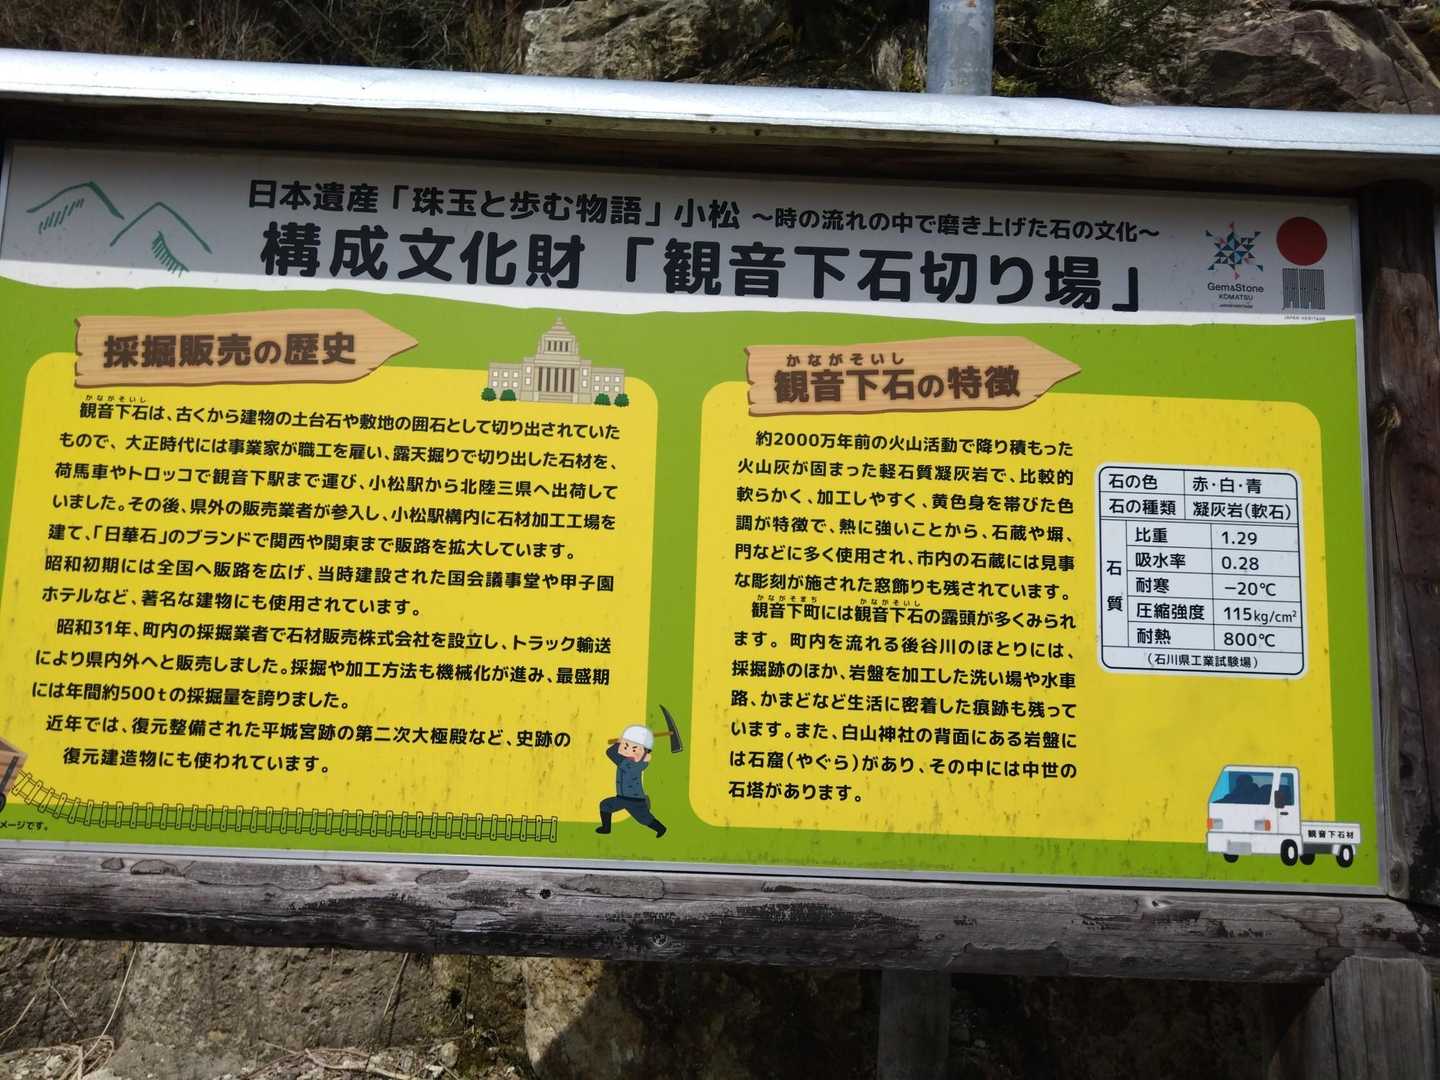 日本遺産「珠玉と歩む物語」小松 ～時の流れの中で磨き上げた石の文化～
構成文化財「観音下石切り場」
Gem&Stone
KOMATSU
JAPAN HERITAGE
JAPAN HERITAGE
採掘販売の歴史
かながそいし
観音下石は、古くから建物の土台石や敷地の囲石として切り出されていた
もので、大正時代には事業家が職工を雇い、露天掘りで切り出した石材を、
荷馬車やトロッコで観音下駅まで運び、小松駅から北陸三県へ出荷して
いました。その後、県外の販売業者が参入し、小松駅構内に石材加工工場を
建て、「日華石」のブランドで関西や関東まで販路を拡大しています。
昭和初期には全国へ販路を広げ、当時建設された国会議事堂や甲子園
ホテルなど、著名な建物にも使用されています。
昭和31年、町内の採掘業者で石材販売株式会社を設立し、トラック輸送
により県内外へと販売しました。採掘や加工方法も機械化が進み、最盛期
には年間約500tの採掘量を誇りました。
近年では、復元整備された平城宮跡の第二次大極殿など、史跡の
復元建造物にも使われています。
メージです。
かながそいし
観音下石の特徴
約2000万年前の火山活動で降り積もった
火山灰が固まった軽石質凝灰岩で、比較的
軟らかく、加工しやすく、黄色身を帯びた色
調が特徴で、熱に強いことから、石蔵や塀、
門などに多く使用され、市内の石蔵には見事
な彫刻が施された窓飾りも残されています。
かながそまち かながそいし
観音下町には観音下石の露頭が多くみられ
ます。町内を流れる後谷川のほとりには、
採掘跡のほか、岩盤を加工した洗い場や水車
路、かまどなど生活に密着した痕跡も残って
います。また、白山神社の背面にある岩盤に
は石窟(やぐら)があり、その中には中世の
石塔があります。
石の色 赤・白・青
石の種類 凝灰岩(軟石)
石質
比重 1.29
吸水率 0.28
耐寒 −20℃
圧縮強度 115kg/cm²
耐熱 800℃
(石川県工業試験場)
観音下石材